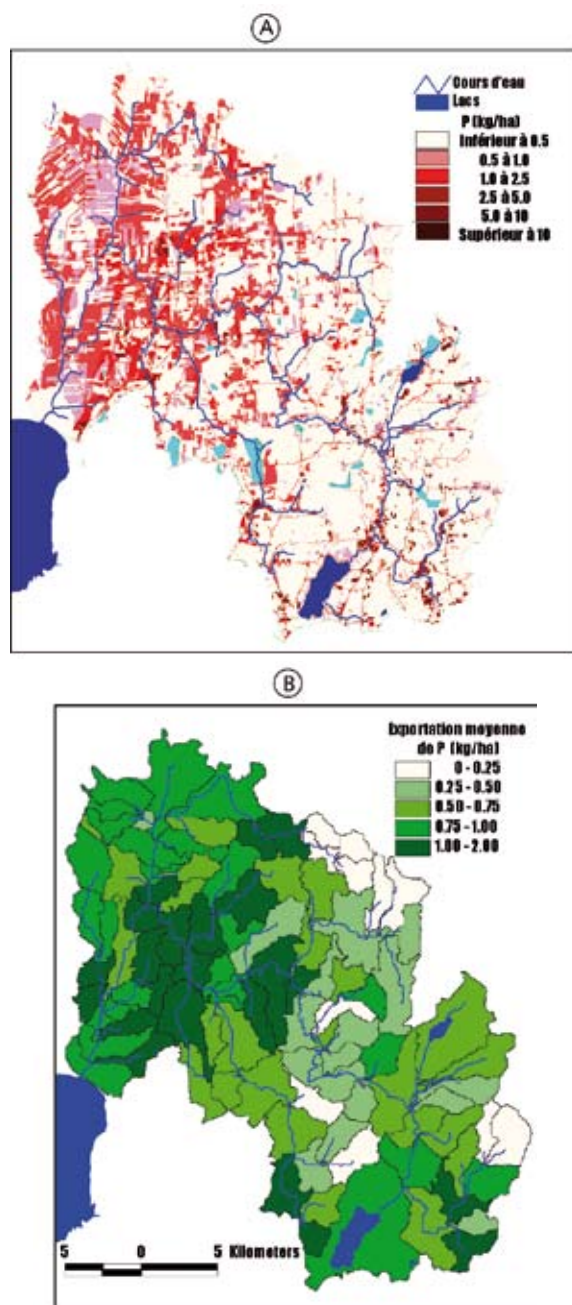 A
Cours d'eau
Lacs
P (kg/ha)
Inférieur à 0.5
0.5 à 1.0
1.0 à 2.5
2.5 à 5.0
5.0 à 10
Supérieur à 10
B
Exportation moyenne
de P (kg/ha)
0 - 0.25
0.25 - 0.50
0.50 - 0.75
0.75 - 1.00
1.00 - 2.00
5 0 5 Kilometers